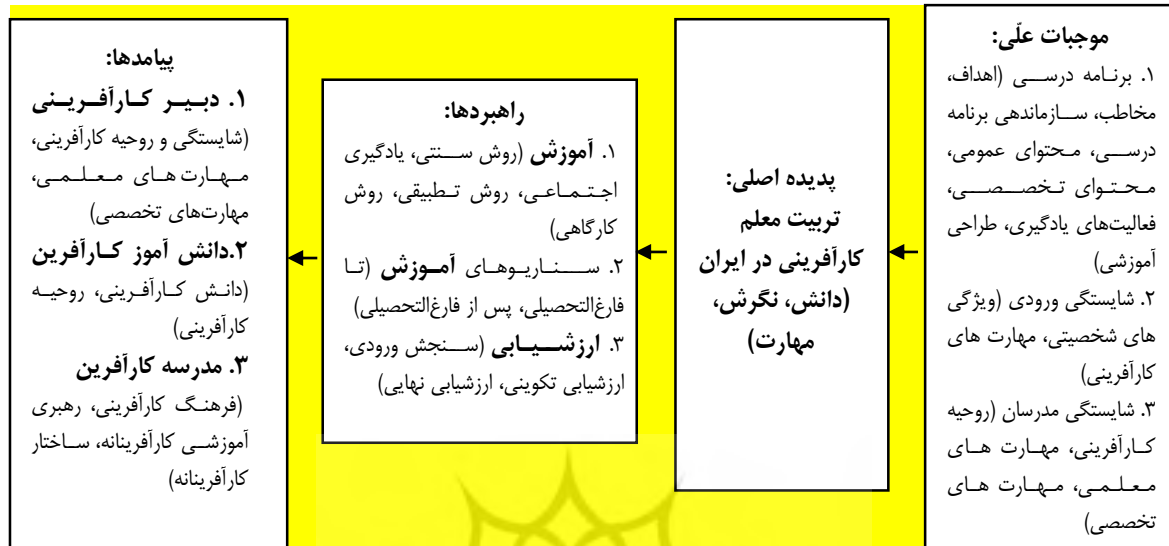 موجبات علّی:
۱. برنامه درسی (اهداف،
مخاطب، سازماندهی برنامه
درسی، محتوای عمومی،
محتوای تخصصی،
فعالیت‌های یادگیری، طراحی
آموزشی)
۲. شایستگی ورودی (ویژگی
های شخصیتی، مهارت های
کارآفرینی)
۳. شایستگی مدرسان (روحیه
کارآفرینی، مهارت های
معلمی، مهارت های
تخصصی)
پدیده اصلی:
تربیت معلم
کارآفرینی در ایران
(دانش، نگرش،
مهارت)
راهبردها:
۱. آموزش (روش سنتی، یادگیری
اجتماعی، روش تطبیقی، روش
کارگاهی)
۲. سناریوهای آموزش (تا
فارغ‌التحصیلی، پس از فارغ‌التحصیلی)
۳. ارزشیابی (سنجش ورودی،
ارزشیابی تکوینی، ارزشیابی نهایی)
پیامدها:
۱. دبیر کارآفرینی
(شایستگی و روحیه کارآفرینی،
مهارت های معلمی،
مهارت‌های تخصصی)
۲.دانش آموز کارآفرین
(دانش کارآفرینی، روحیه
کارآفرینی)
۳. مدرسه کارآفرین
(فرهنگ کارآفرینی، رهبری
آموزشی کارآفرینانه، ساختار
کارآفرینانه)